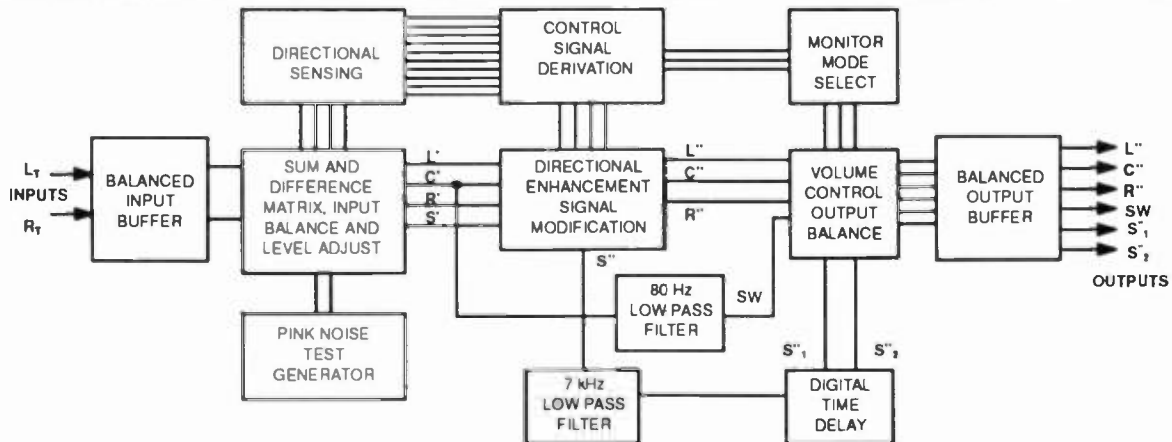 DIRECTIONAL
SENSING
CONTROL
SIGNAL
DERIVATION
MONITOR
MODE
SELECT
L_T
INPUTS
R_T
BALANCED
INPUT
BUFFER
SUM AND
DIFFERENCE
MATRIX, INPUT
BALANCE AND
LEVEL ADJUST
L'
C'
R'
S'
DIRECTIONAL
ENHANCEMENT
SIGNAL
MODIFICATION
L"
C"
R"
VOLUME
CONTROL
OUTPUT
BALANCE
BALANCED
OUTPUT
BUFFER
L"
C"
R"
SW
S"₁
S"₂
OUTPUTS
S"
80 Hz
LOW PASS
FILTER
SW
PINK NOISE
TEST
GENERATOR
7 kHz
LOW PASS
FILTER
S"₁
S"₂
DIGITAL
TIME
DELAY